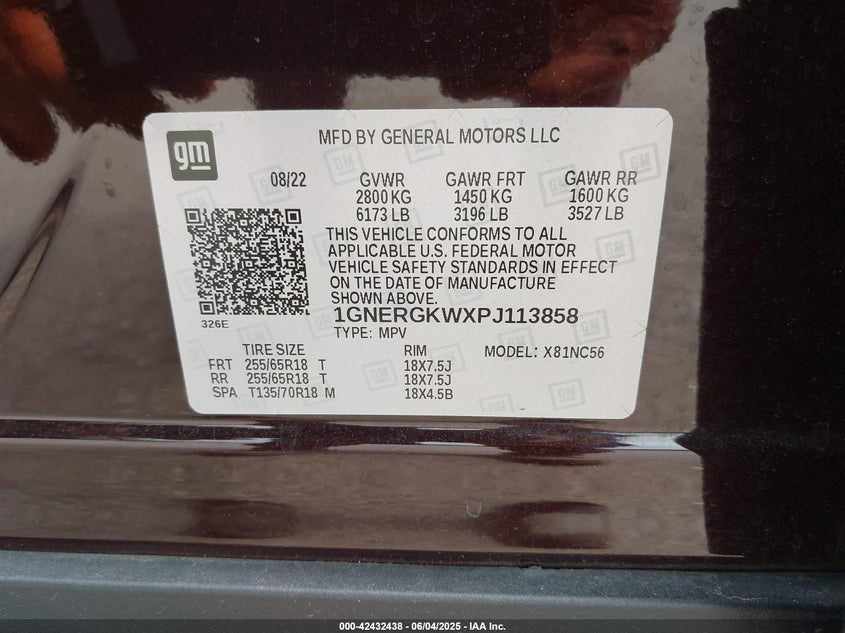 gm
MFD BY GENERAL MOTORS LLC
08/22 GVWR GAWR FRT GAWR RR
2800 KG 1450 KG 1600 KG
6173 LB 3196 LB 3527 LB
THIS VEHICLE CONFORMS TO ALL
APPLICABLE U.S. FEDERAL MOTOR
VEHICLE SAFETY STANDARDS IN EFFECT
ON THE DATE OF MANUFACTURE
SHOWN ABOVE.
1GNERGKWXPJ113858
326E
TYPE: MPV
TIRE SIZE RIM MODEL: X81NC56
FRT 255/65R18 T 18X7.5J
RR 255/65R18 T 18X7.5J
SPA T135/70R18 M 18X4.5B
000-42432438 - 06/04/2025 - IAA Inc.